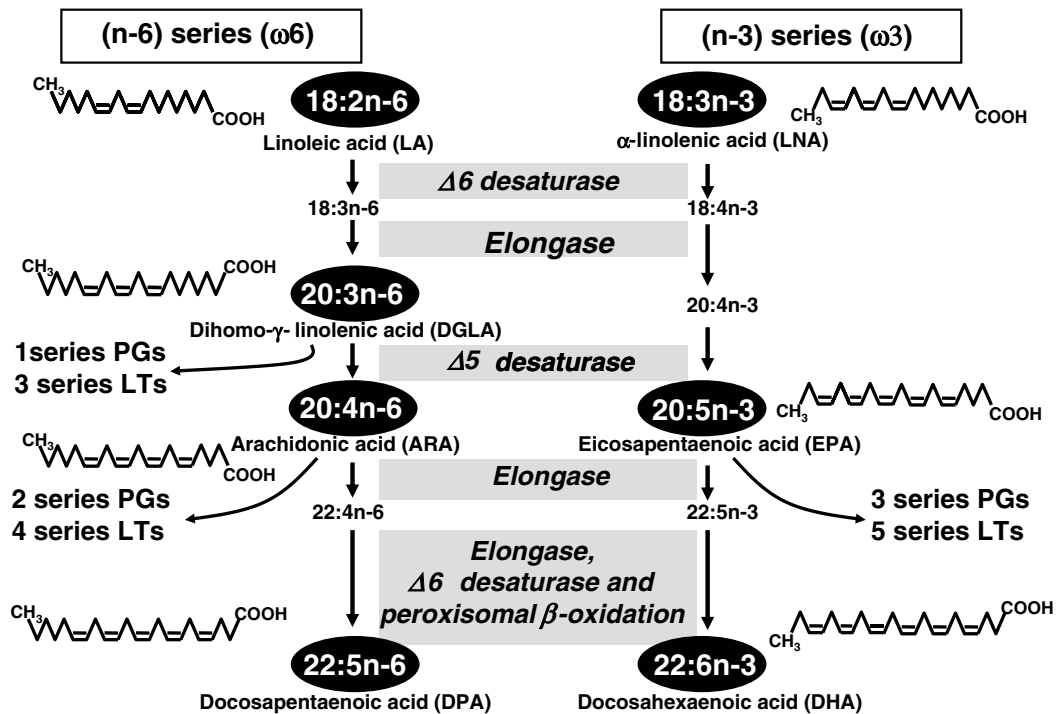 (n-6) series (ω6)
(n-3) series (ω3)
CH3
COOH
18:2n-6
Linoleic acid (LA)
18:3n-3
α-linolenic acid (LNA)
CH3
COOH
Δ6 desaturase
18:3n-6
18:4n-3
Elongase
CH3
COOH
20:3n-6
Dihomo-γ- linolenic acid (DGLA)
20:4n-3
1series PGs
3 series LTs
Δ5 desaturase
20:4n-6
Arachidonic acid (ARA)
20:5n-3
Eicosapentaenoic acid (EPA)
CH3
COOH
CH3
COOH
2 series PGs
4 series LTs
Elongase
22:4n-6
22:5n-3
3 series PGs
5 series LTs
Elongase,
Δ6 desaturase and
peroxisomal β-oxidation
CH3
COOH
22:5n-6
Docosapentaenoic acid (DPA)
22:6n-3
Docosahexaenoic acid (DHA)
CH3
COOH